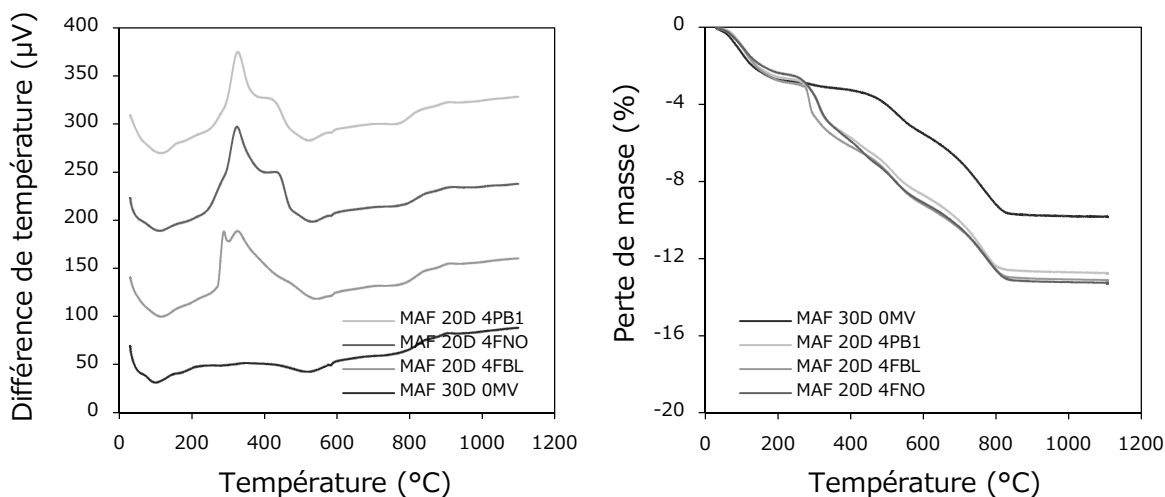 Différence de température (µV)
400
350
300
250
200
150
100
50
0
MAF 20D 4PB1
MAF 20D 4FNO
MAF 20D 4FBL
MAF 30D 0MV
0
200
400
600
800
1000
1200
Température (°C)
Perte de masse (%)
0
-4
-8
-12
-16
-20
MAF 30D 0MV
MAF 20D 4PB1
MAF 20D 4FBL
MAF 20D 4FNO
0
200
400
600
800
1000
1200
Température (°C)